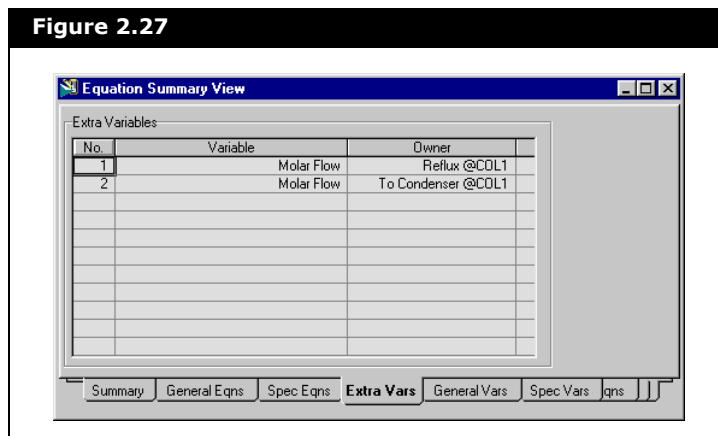 Figure 2.27
Equation Summary View
Extra Variables
No. Variable Owner
1 Molar Flow Reflux @COL1
2 Molar Flow To Condenser @COL1
Summary General Eqns Spec Eqns Extra Vars General Vars Spec Vars qns